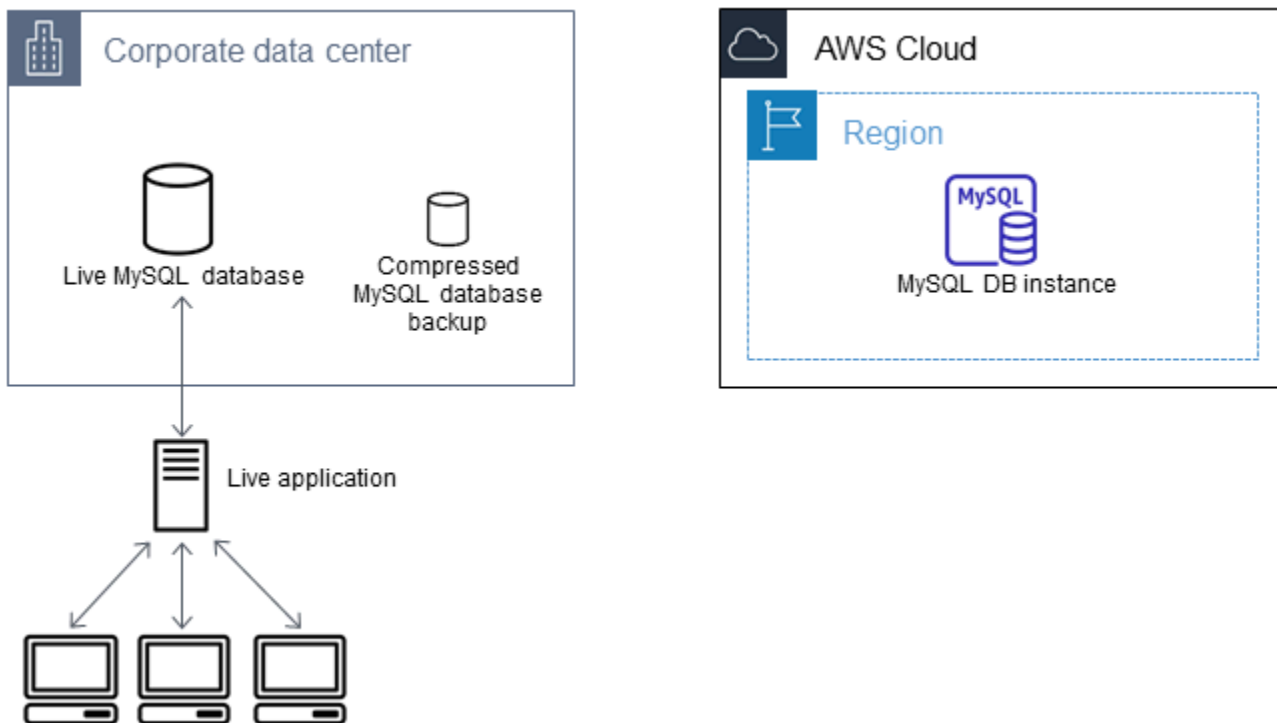 Corporate data center
Live MySQL database
Compressed
MySQL database
backup
Live application
AWS Cloud
Region
MySQL
MySQL DB instance